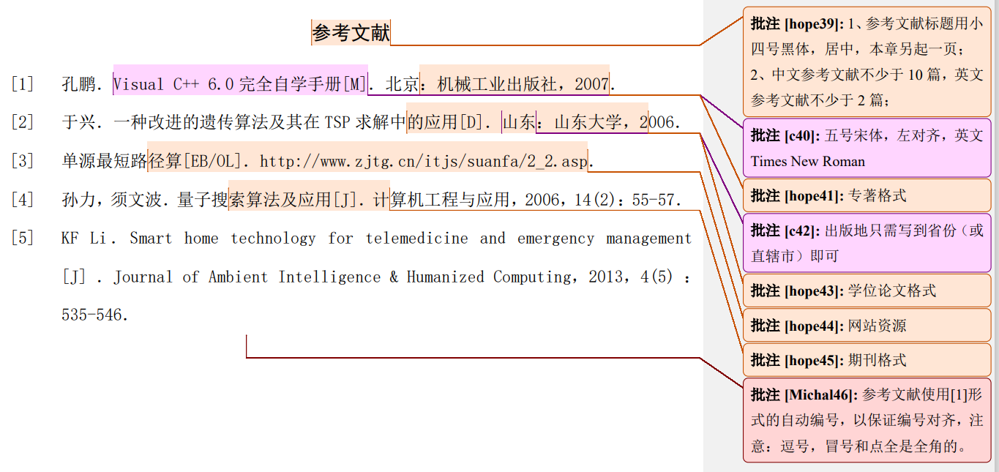 参考文献
[1] 孔鹏．Visual C++ 6.0 完全自学手册[M]．北京：机械工业出版社，2007．
[2] 于兴．一种改进的遗传算法及其在 TSP 求解中的应用[D]．山东：山东大学，2006．
[3] 单源最短路径算[EB/OL]．http://www.zjtg.cn/itjs/suanfa/2_2.asp．
[4] 孙力，须文波．量子搜索算法及应用[J]．计算机工程与应用，2006，14(2)：55-57．
[5] KF Li．Smart home technology for telemedicine and emergency management
[J] ．Journal of Ambient Intelligence & Humanized Computing，2013，4(5) ：
535-546．
批注 [hope39]: 1、参考文献标题用小
四号黑体，居中，本章另起一页；
2、中文参考文献不少于 10 篇，英文
参考文献不少于 2 篇；
批注 [c40]: 五号宋体，左对齐，英文
Times New Roman
批注 [hope41]: 专著格式
批注 [c42]: 出版地只需写到省份（或
直辖市）即可
批注 [hope43]: 学位论文格式
批注 [hope44]: 网站资源
批注 [hope45]: 期刊格式
批注 [Michal46]: 参考文献使用[1]形
式的自动编号，以保证编号对齐，注
意：逗号，冒号和点全是全角的。